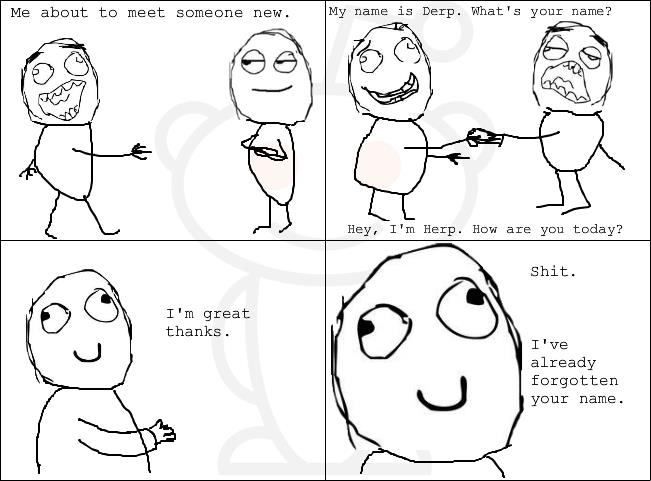 Me about to meet someone new.
My name is Derp. What's your name?
Hey, I'm Herp. How are you today?
I'm great
thanks.
Shit.
I've
already
forgotten
your name.